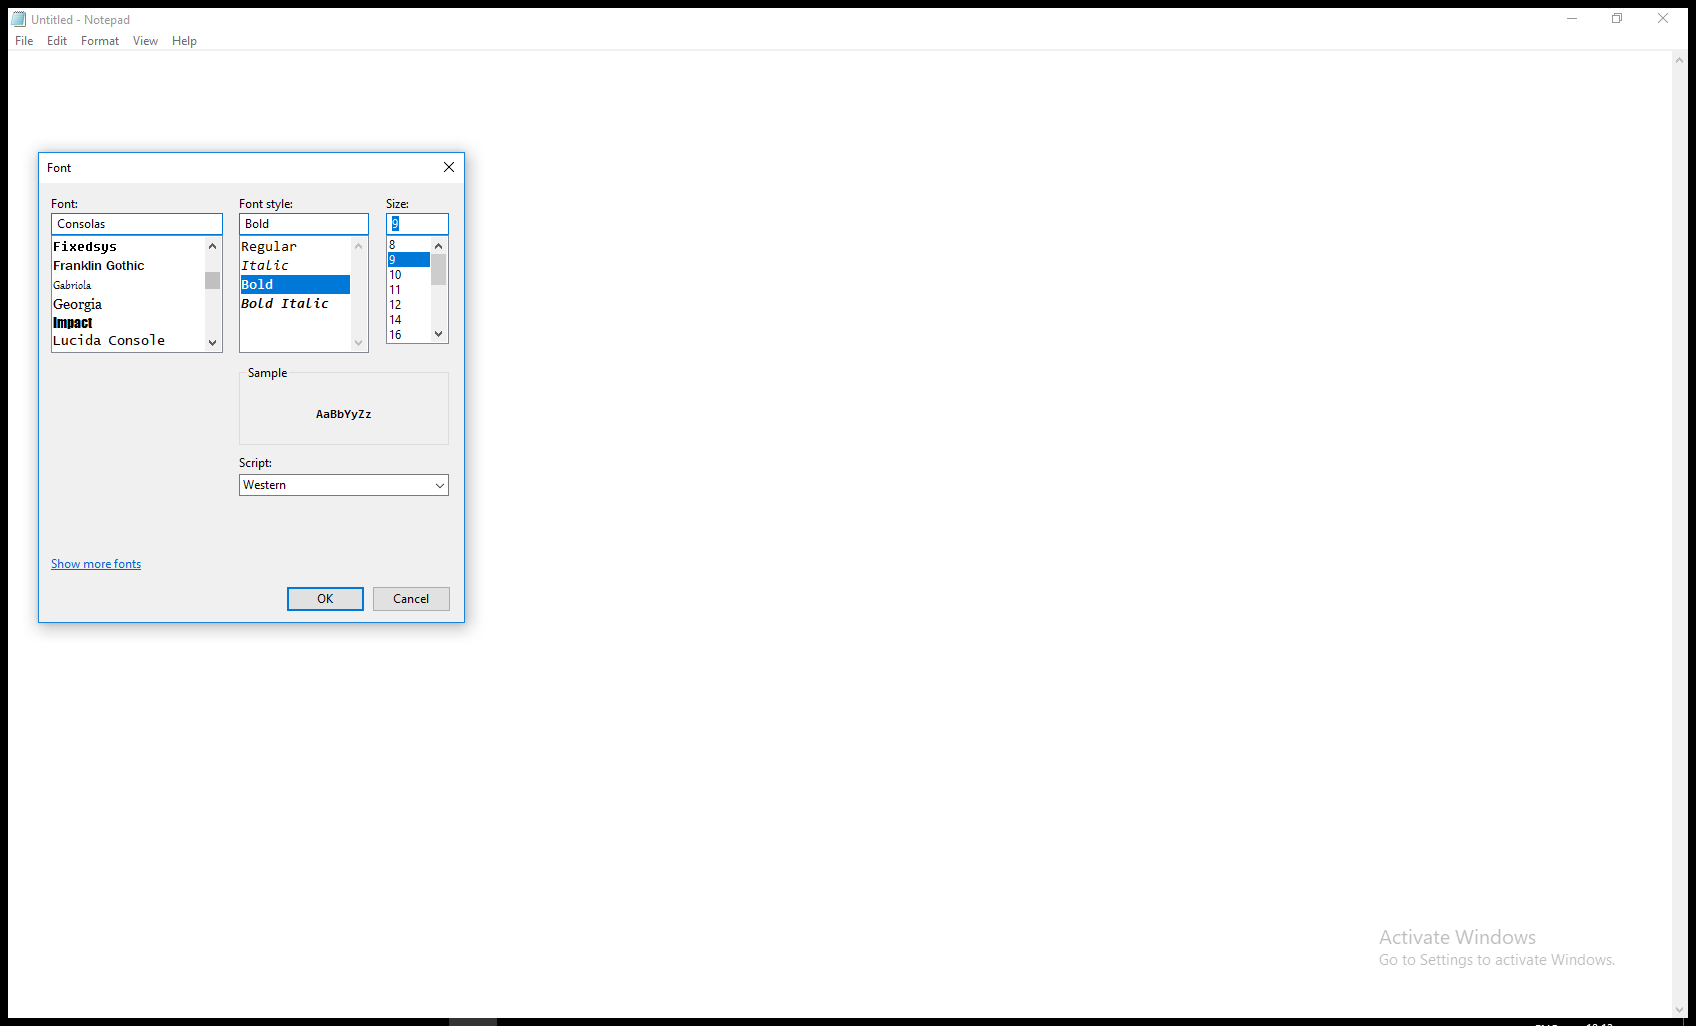 Untitled - Notepad
File Edit Format View Help
Font
Font: Font style: Size:
Consolas Bold 9
Fixedsys
Franklin Gothic
Gabriola
Georgia
Impact
Lucida Console
Regular
Italic
Bold
Bold Italic
8
9
10
11
12
14
16
Sample
AaBbYyZz
Script:
Western
Show more fonts
OK Cancel
Activate Windows
Go to Settings to activate Windows.